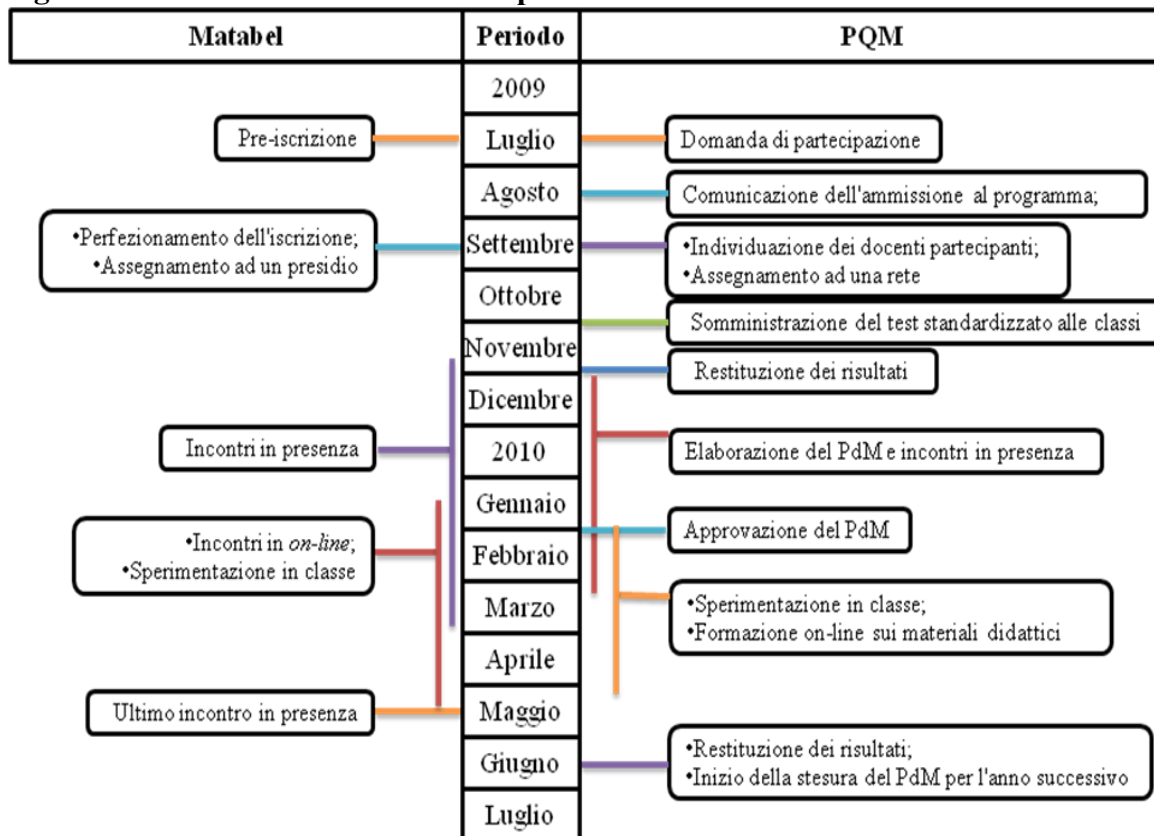 Matabel Periodo PQM
2009
Pre-iscrizione Luglio Domanda di partecipazione
Agosto Comunicazione dell'ammissione al programma;
•Perfezionamento dell'iscrizione;
•Assegnamento ad un presidio
Settembre
•Individuazione dei docenti partecipanti;
•Assegnamento ad una rete
Ottobre
Somministrazione del test standardizzato alle classi
Novembre
Restituzione dei risultati
Dicembre
Incontri in presenza 2010 Elaborazione del PdM e incontri in presenza
Gennaio
Approvazione del PdM
•Incontri in on-line;
•Sperimentazione in classe
Febbraio
Marzo
•Sperimentazione in classe;
•Formazione on-line sui materiali didattici
Aprile
Ultimo incontro in presenza Maggio
Giugno
•Restituzione dei risultati;
•Inizio della stesura del PdM per l'anno successivo
Luglio